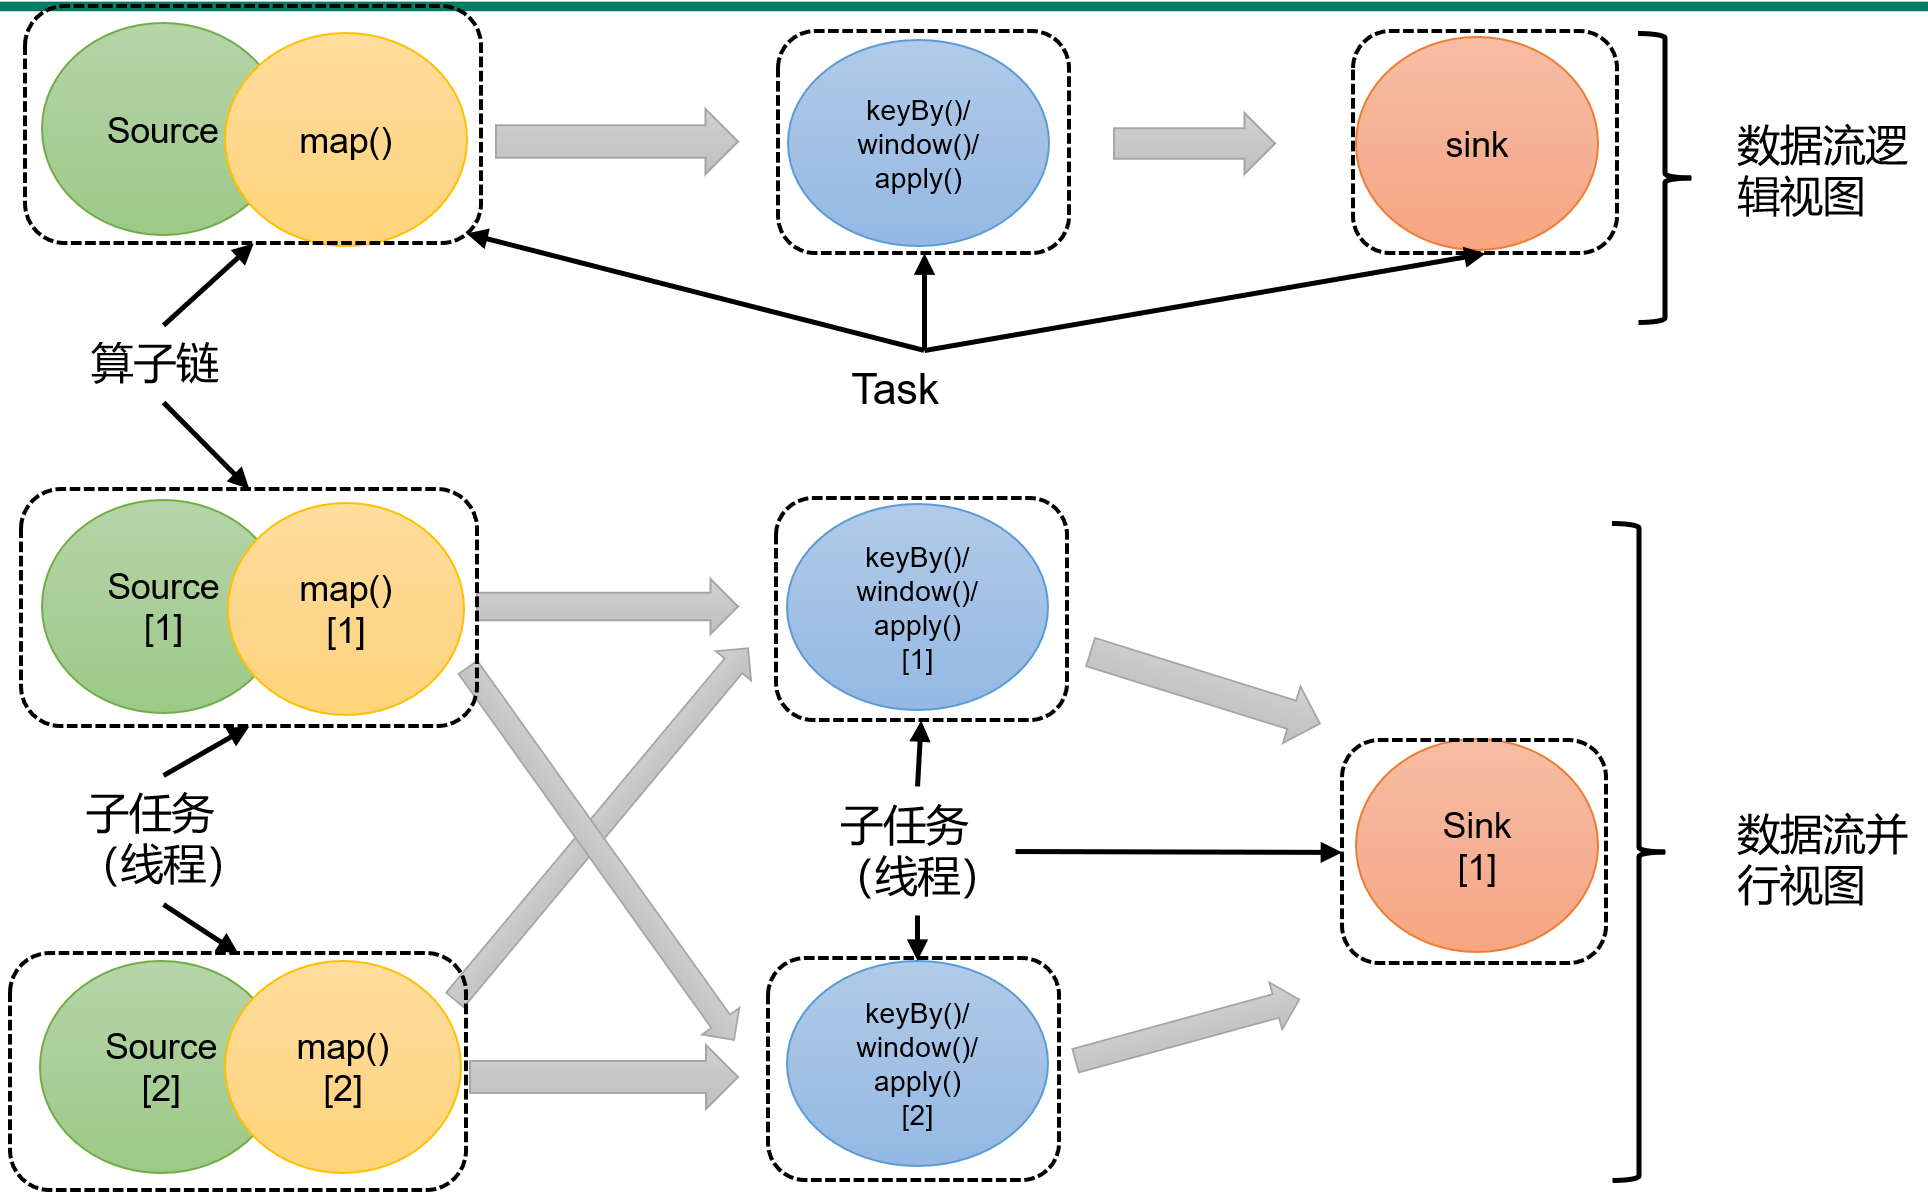 Source
map()
keyBy()/
window()/
apply()
sink
数据流逻
辑视图
算子链
Task
Source
[1]
map()
[1]
keyBy()/
window()/
apply()
[1]
子任务
（线程）
子任务
（线程）
Sink
[1]
数据流并
行视图
Source
[2]
map()
[2]
keyBy()/
window()/
apply()
[2]